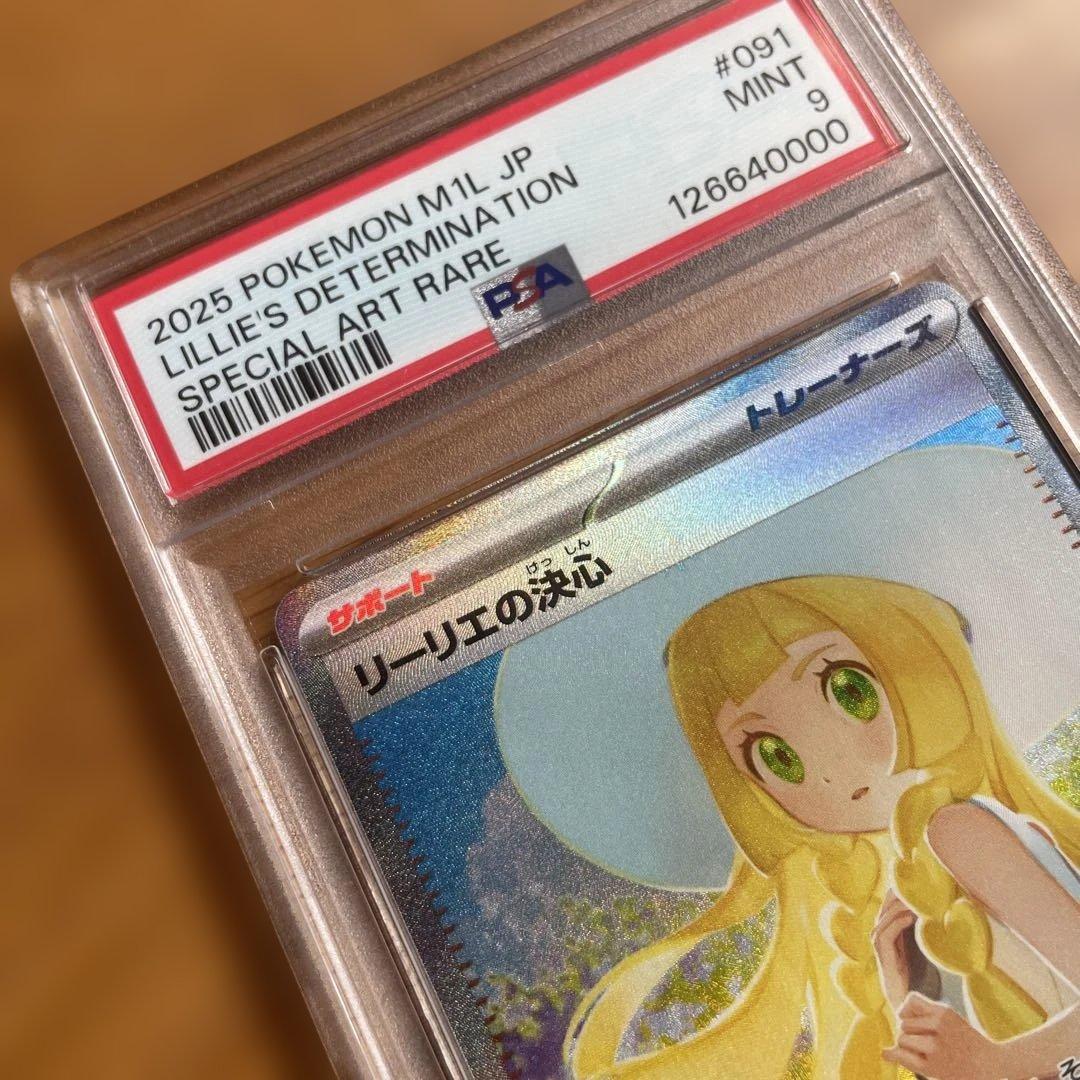 2025 POKEMON M1L JP
#091
LILLIE'S DETERMINATION
MINT
SPECIAL ART RARE
9
126640000
PSA
サポート
トレーナーズ
けっしん
リーリエの決心